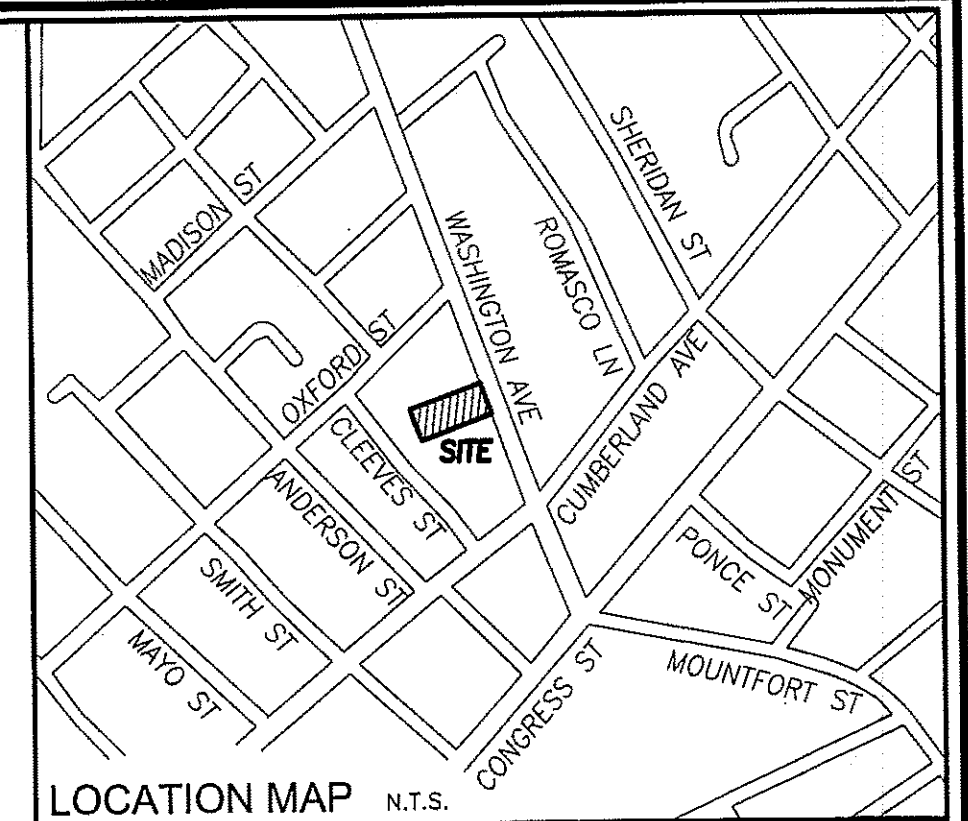 SHERIDAN ST
MADISON ST
WASHINGTON AVE
ROMASCO LN
OXFORD ST
CUMBERLAND AVE
SITE
CLEEVES ST
ANDERSON ST
MONUMENT ST
PONCE ST
SMITH ST
MAYO ST
CONGRESS ST
MOUNTFORT ST
LOCATION MAP N.T.S.